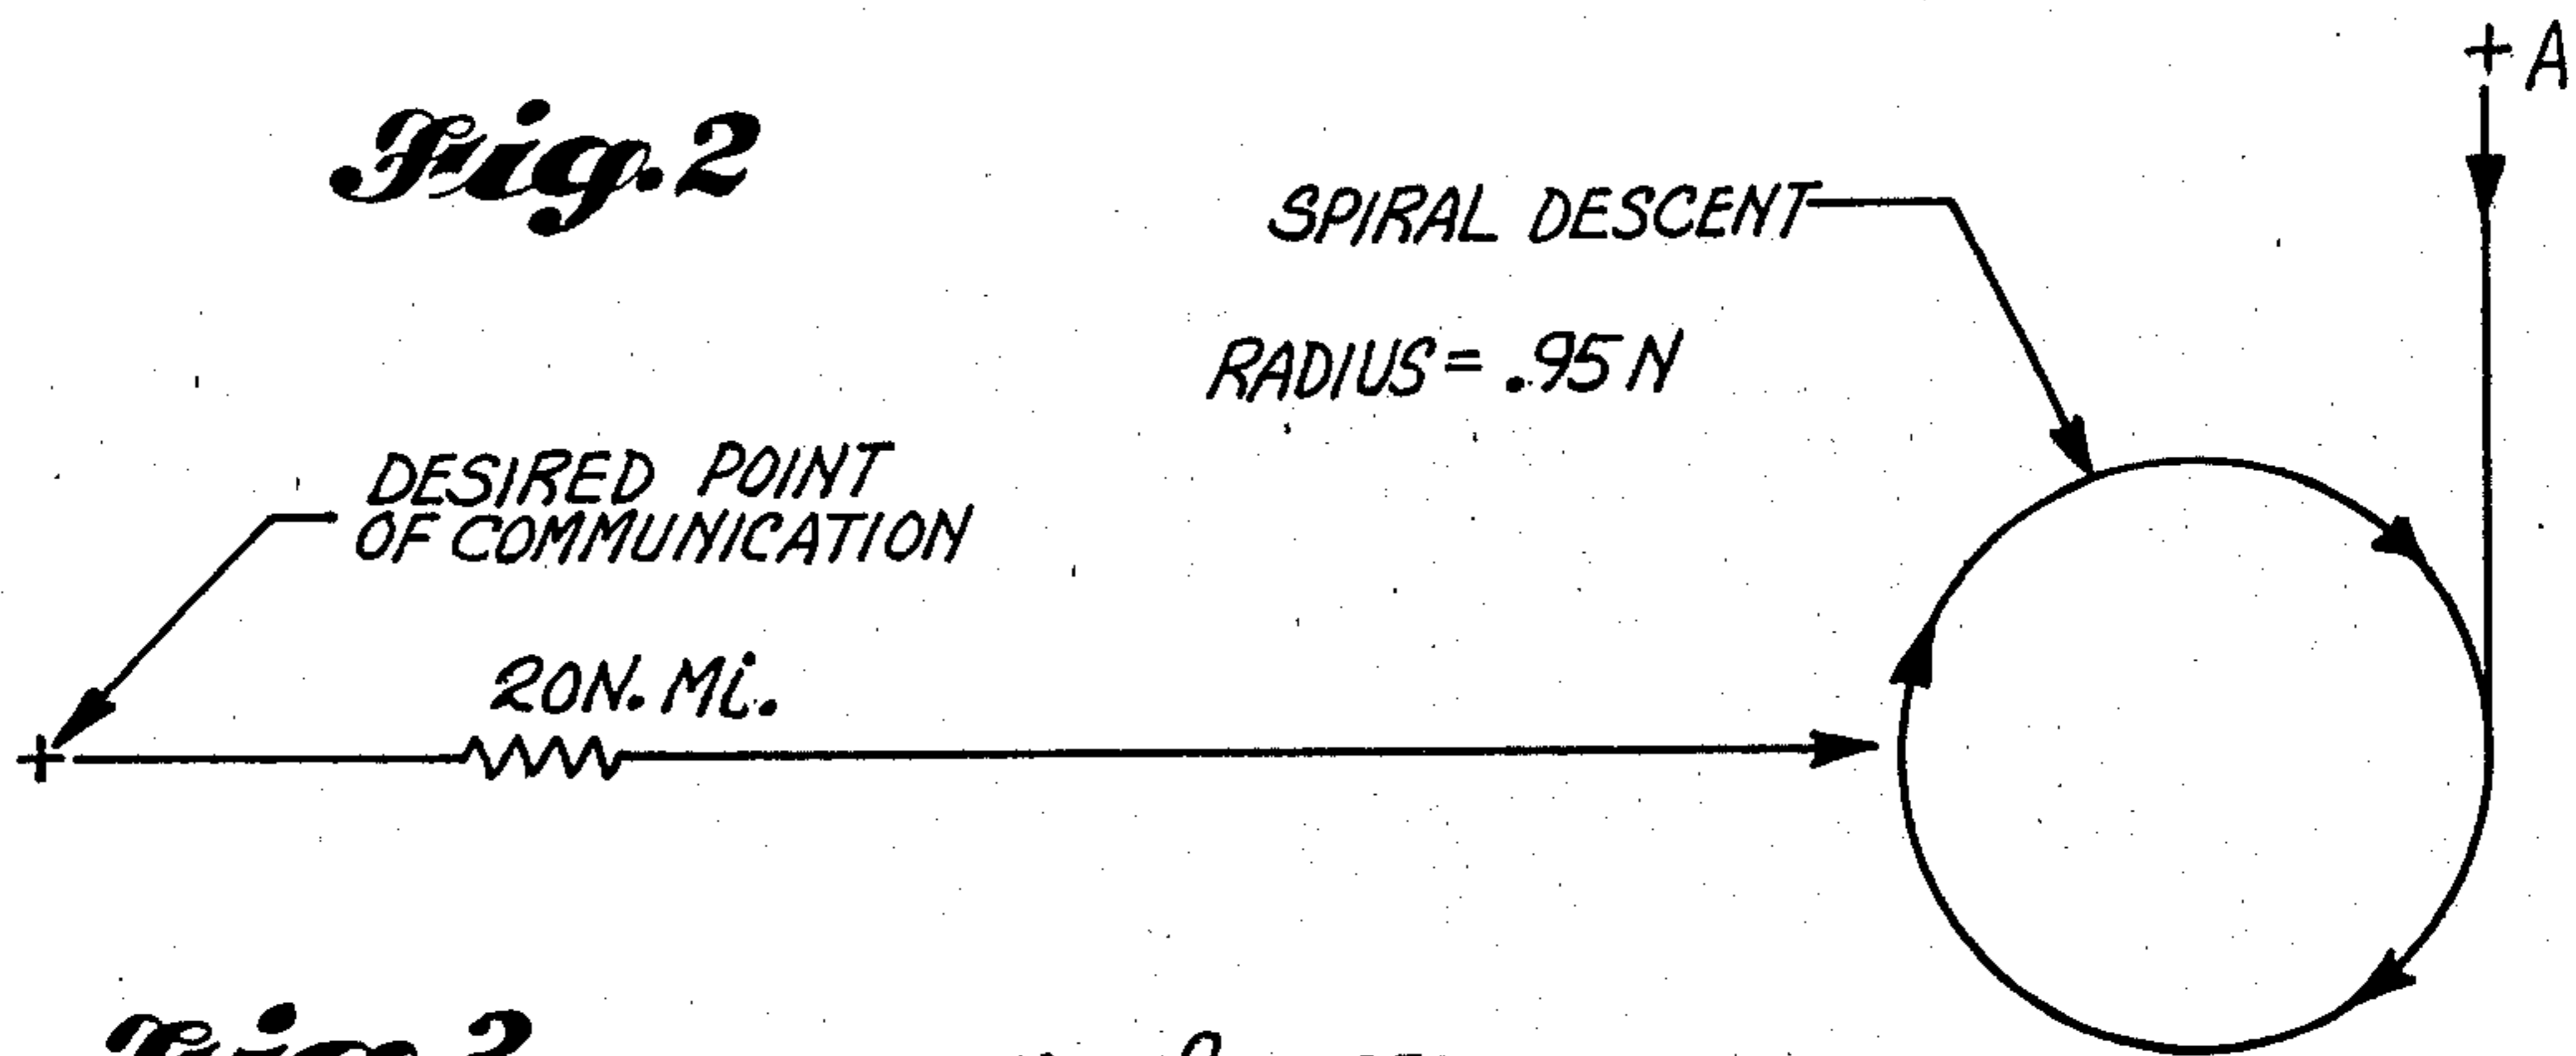 Fig.2
+ A
SPIRAL DESCENT
RADIUS = .95 N
DESIRED POINT
OF COMMUNICATION
20N. Mi.